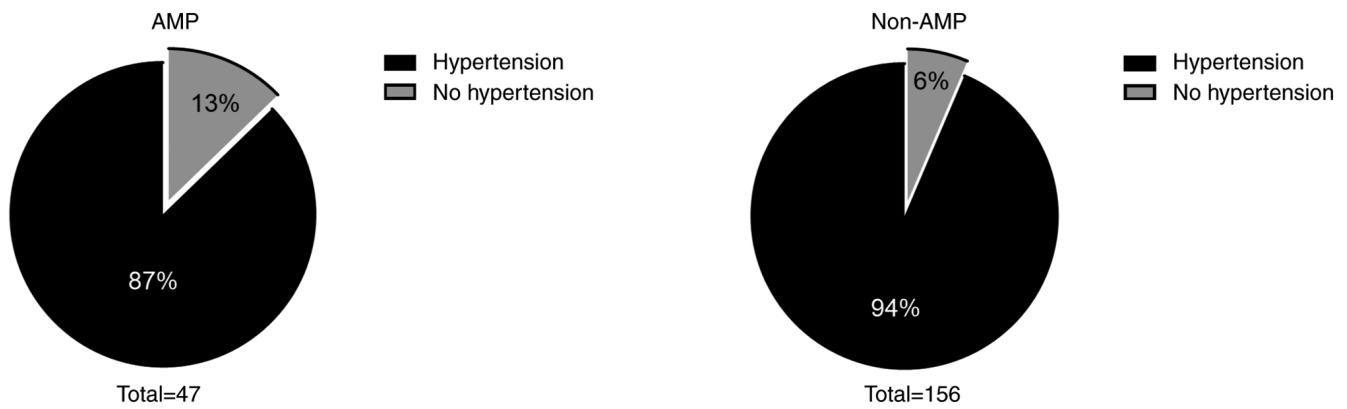 AMP
Hypertension
No hypertension
13%
87%
Total=47
Non-AMP
Hypertension
No hypertension
6%
94%
Total=156